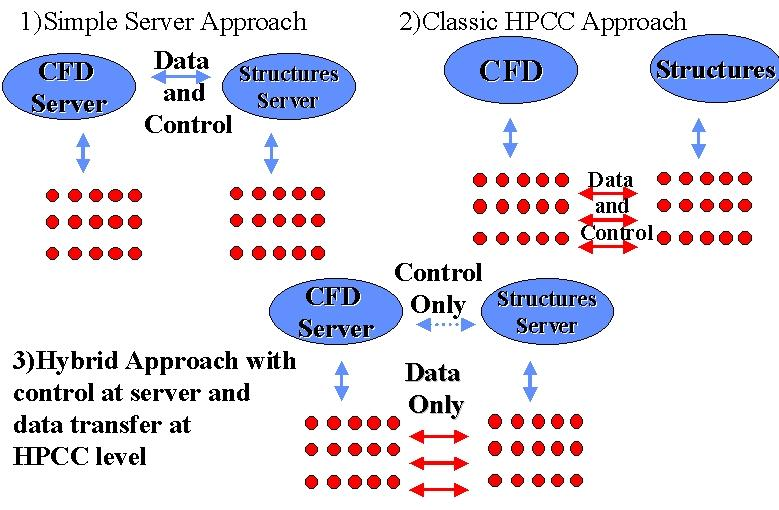 1)Simple Server Approach
2)Classic HPCC Approach
CFD
Server
Data
and
Control
Structures
Server
CFD
Structures
Data
and
Control
CFD
Server
Control
Only
Structures
Server
3)Hybrid Approach with
control at server and
data transfer at
HPCC level
Data
Only